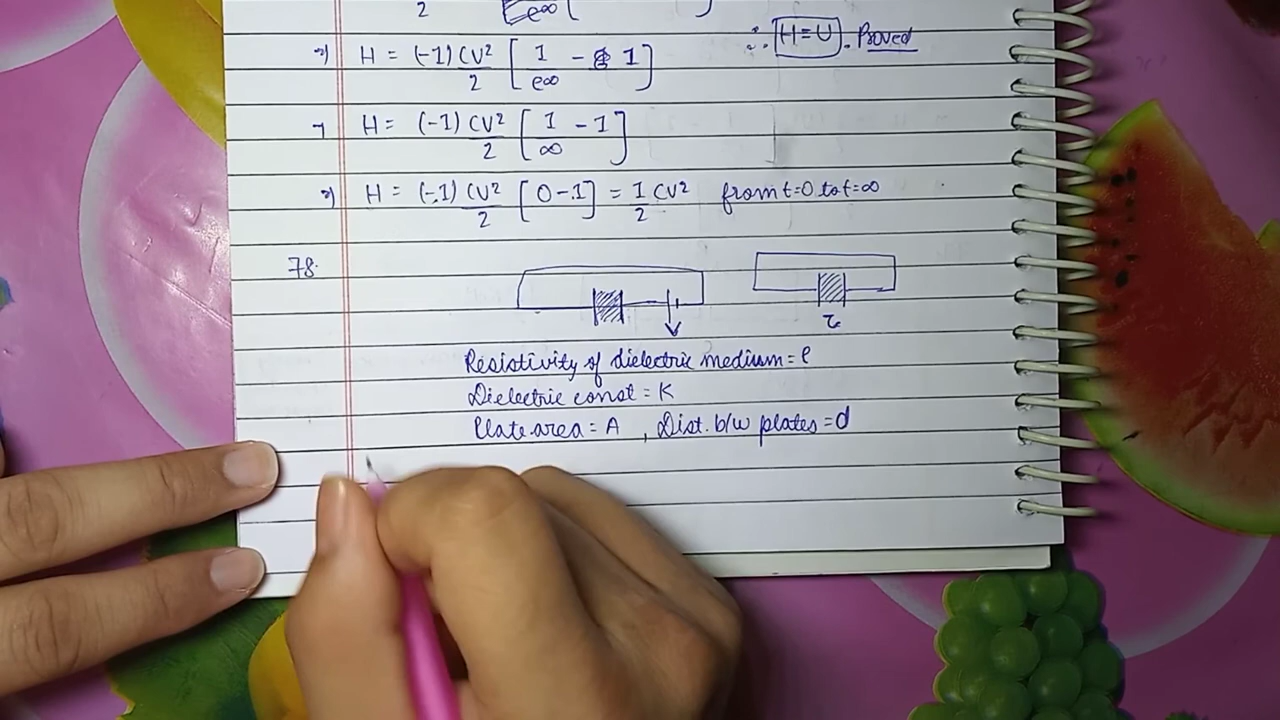 2 e∞ [ ]
=) H = (-1) CV²/2 [1/e∞ - 1] ∴ H=U. Proved
=) H = (-1) CV²/2 [1/∞ - 1]
=) H = (-1) CV²/2 [0-1] = 1/2 CV² from t=0 to t=∞
78.
τ
Resistivity of dielectric medium = ρ
Dielectric const = K
Plate area = A , Dist. b/w plates = d